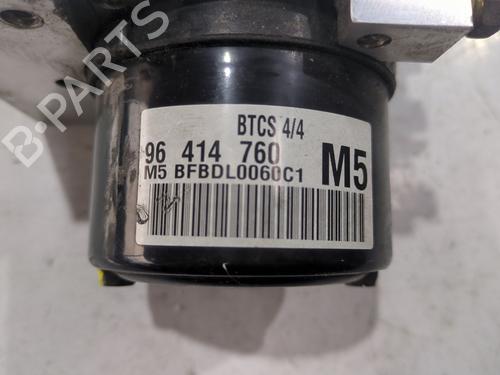 B-PARTS
BTCS 4/4
96 414 760
M5 BFBDL0060C1
M5